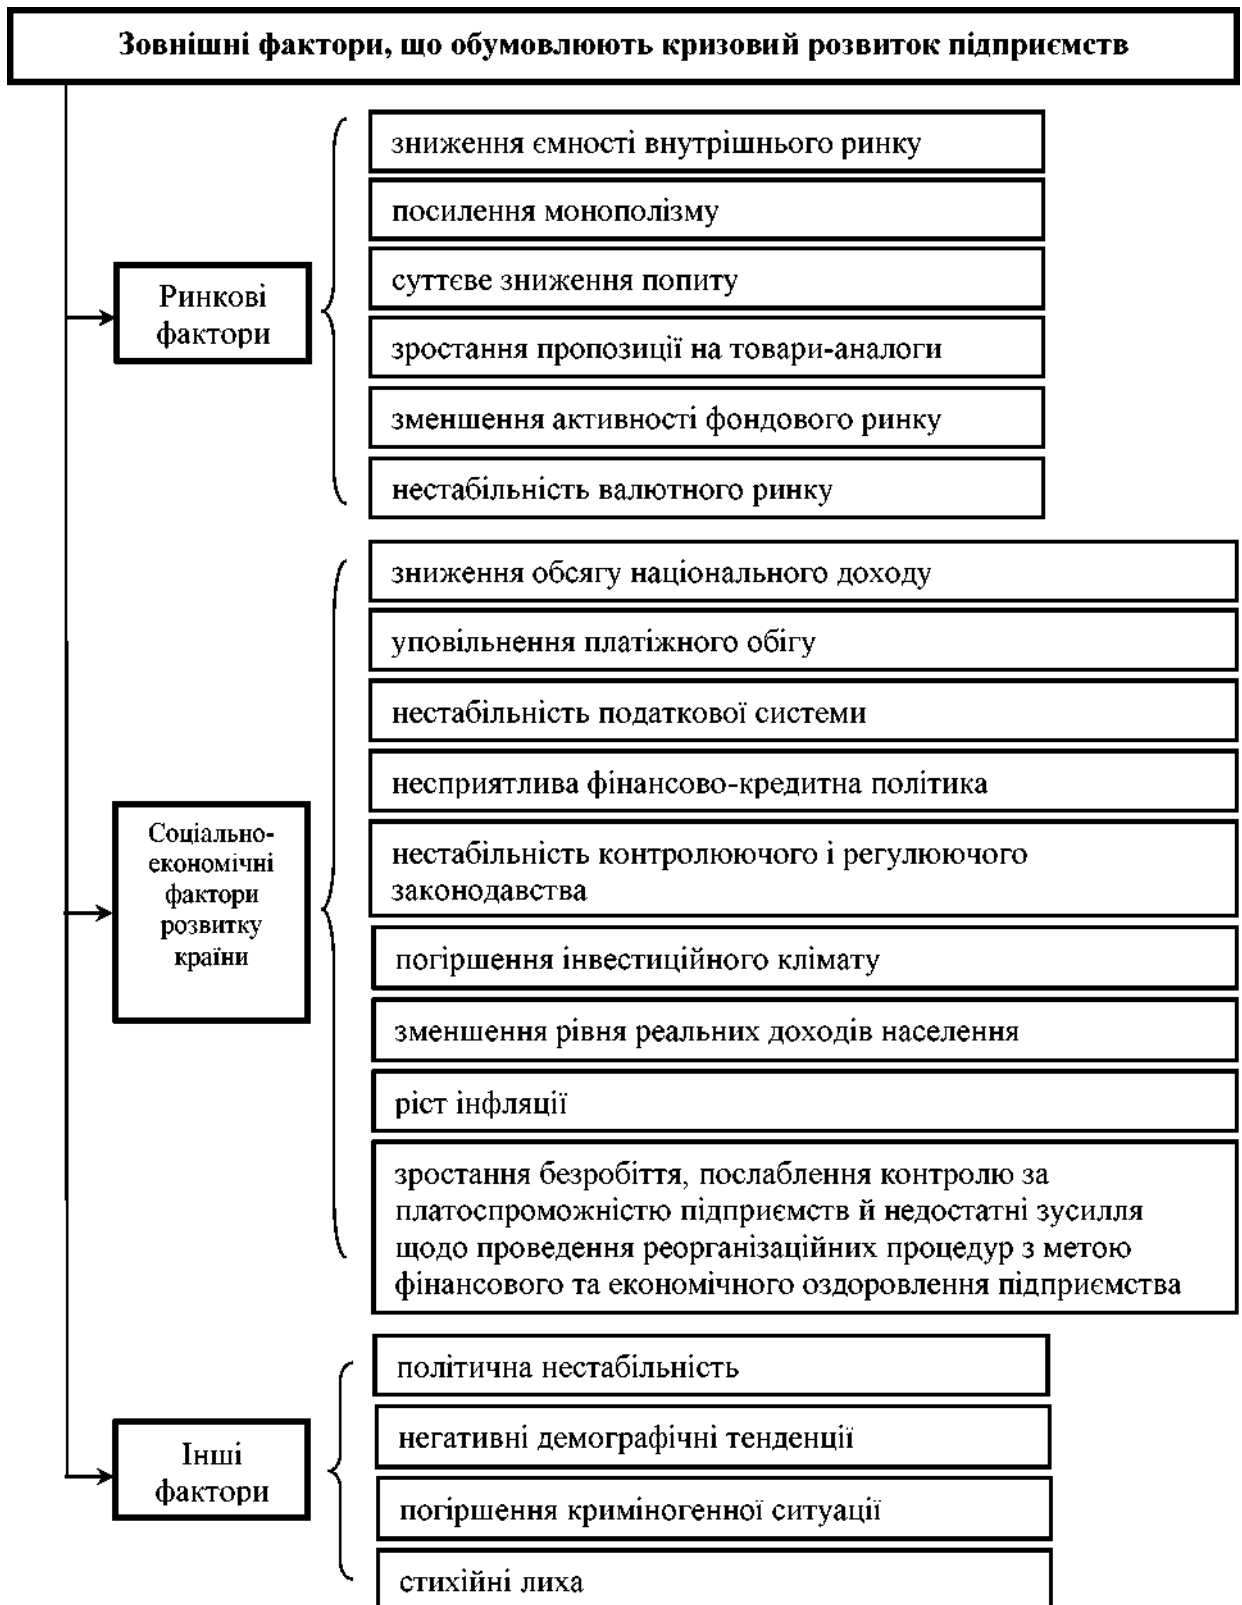 Зовнішні фактори, що обумовлюють кризовий розвиток підприємств
Ринкові
фактори
зниження ємності внутрішнього ринку
посилення монополізму
суттєве зниження попиту
зростання пропозиції на товари-аналоги
зменшення активності фондового ринку
нестабільність валютного ринку
Соціально-
економічні
фактори
розвитку
країни
зниження обсягу національного доходу
уповільнення платіжного обігу
нестабільність податкової системи
несприятлива фінансово-кредитна політика
нестабільність контролюючого і регулюючого
законодавства
погіршення інвестиційного клімату
зменшення рівня реальних доходів населення
ріст інфляції
зростання безробіття, послаблення контролю за
платоспроможністю підприємств й недостатні зусилля
щодо проведення реорганізаційних процедур з метою
фінансового та економічного оздоровлення підприємства
Інші
фактори
політична нестабільність
негативні демографічні тенденції
погіршення криміногенної ситуації
стихійні лиха